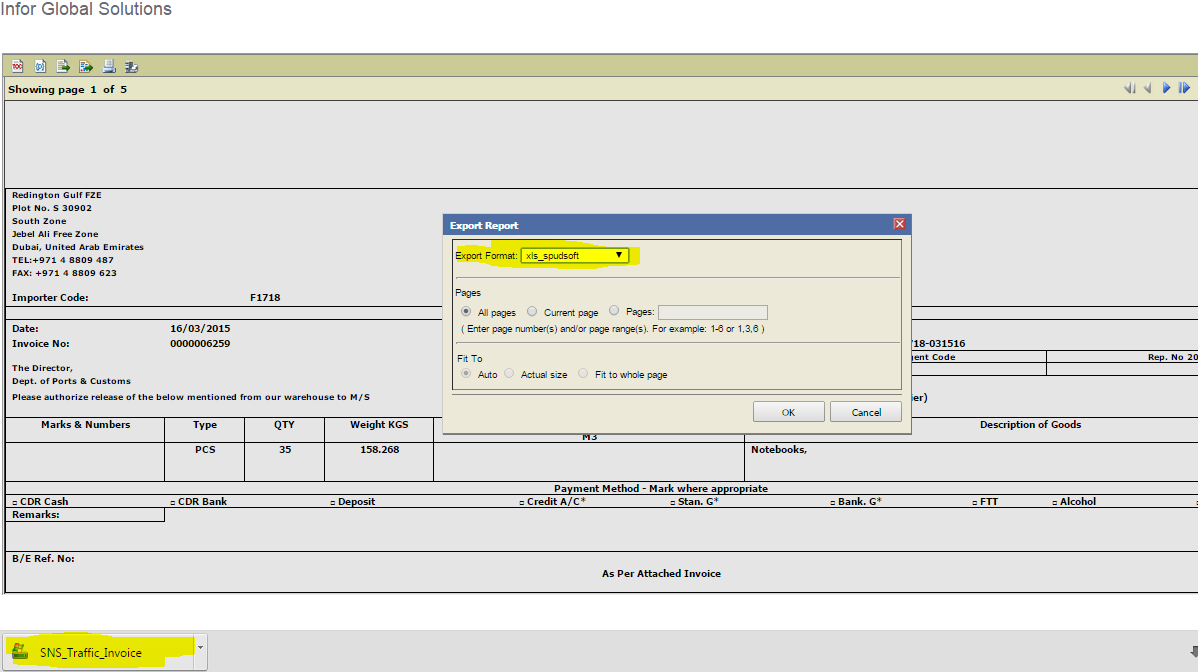 Infor Global Solutions
TOC
Showing page 1 of 5
Redington Gulf FZE
Plot No. S 30902
South Zone
Jebel Ali Free Zone
Dubai, United Arab Emirates
TEL:+971 4 8809 487
FAX: +971 4 8809 623
Importer Code: F1718
Date: 16/03/2015
Invoice No: 0000006259
18-031516
ent Code Rep. No 20
The Director,
Dept. of Ports & Customs
Please authorize release of the below mentioned from our warehouse to M/S
er)
Export Report
Export Format: xls_spudsoft
Pages
All pages Current page Pages:
( Enter page number(s) and/or page range(s). For example: 1-6 or 1,3,6 )
Fit To
Auto Actual size Fit to whole page
OK Cancel
Marks & Numbers Type QTY Weight KGS M3 Description of Goods
PCS 35 158.268 Notebooks,
Payment Method - Mark where appropriate
CDR Cash CDR Bank Deposit Credit A/C* Stan. G* Bank. G* FTT Alcohol
Remarks:
B/E Ref. No:
As Per Attached Invoice
SNS_Traffic_Invoice